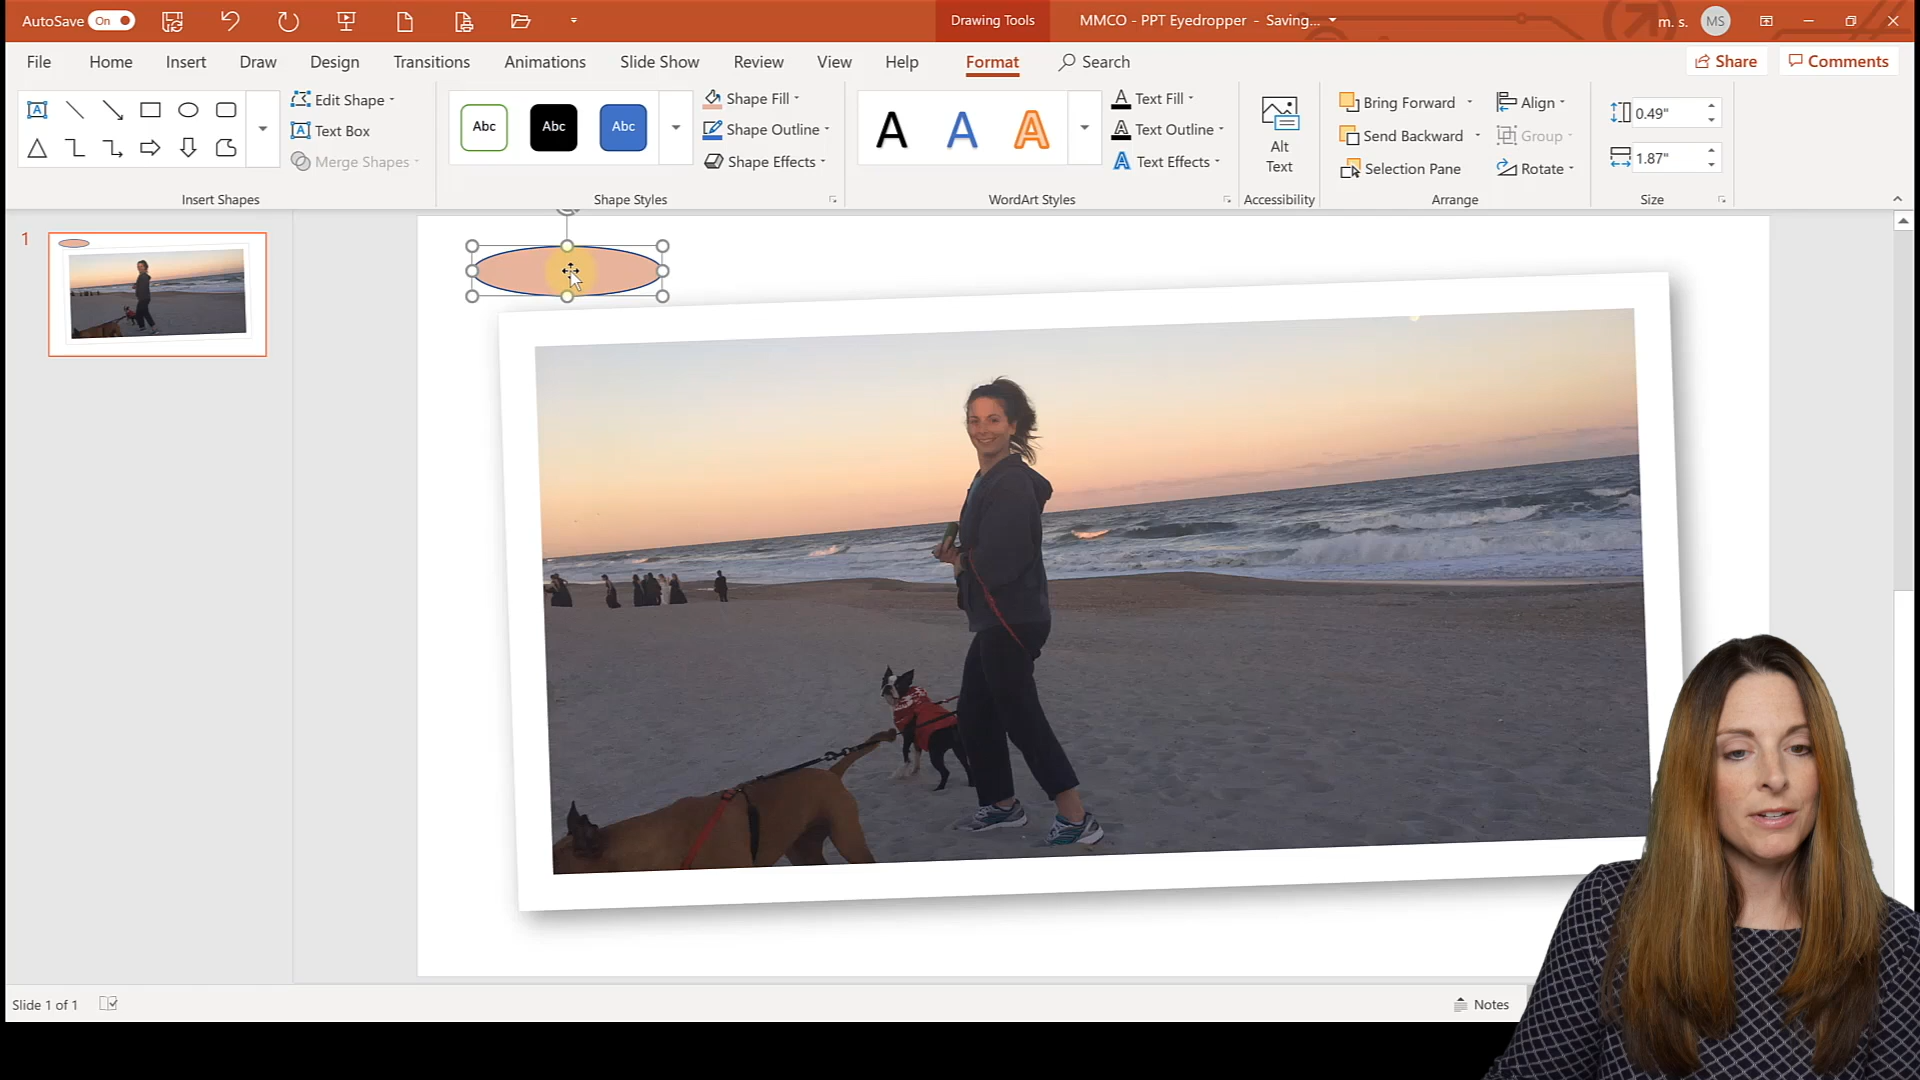 AutoSave On
Drawing Tools
MMCO - PPT Eyedropper - Saving...
m. s. MS
File Home Insert Draw Design Transitions Animations Slide Show Review View Help Format Search Share Comments
Edit Shape
Text Box
Merge Shapes
Insert Shapes
Abc Abc Abc
Shape Fill
Shape Outline
Shape Effects
Shape Styles
A A A
Text Fill
Text Outline
Text Effects
WordArt Styles
Alt
Text
Accessibility
Bring Forward
Send Backward
Selection Pane
Align
Group
Rotate
Arrange
0.49"
1.87"
Size
1
Slide 1 of 1
Notes